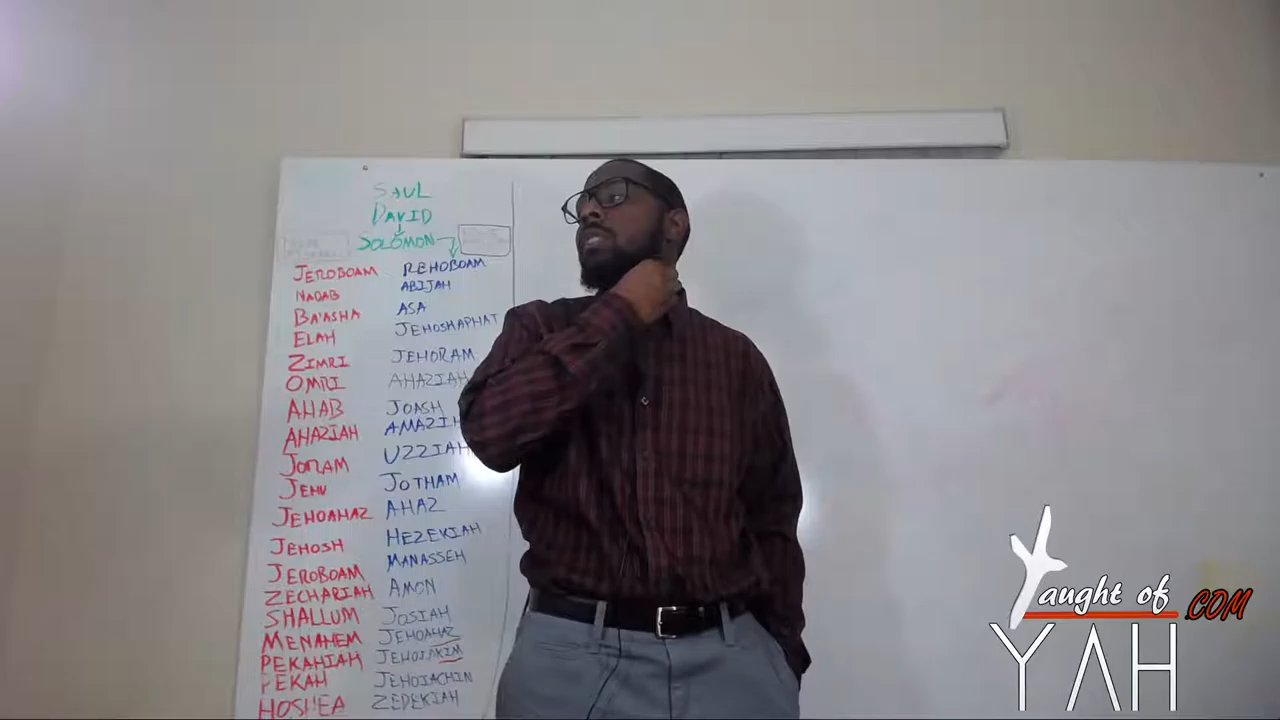 SAUL
DAVID
SOLOMON
JEROBOAM
NADAB
BA'ASHA
ELAH
ZIMRI
OMRI
AHAB
AHAZIAH
JORAM
JEHU
JEHOAHAZ
JEHOSH
JEROBOAM
ZECHARIAH
SHALLUM
MENAHEM
PEKAHIAH
PEKAH
HOSHEA
REHOBOAM
ABIJAH
ASA
JEHOSHAPHAT
JEHORAM
AHAZIAH
JOASH
AMAZIH
UZZIAH
JOTHAM
AHAZ
HEZEKIAH
MANASSEH
AMON
JOSIAH
JEHOAHAZ
JEHOIAKIM
JEHOIACHIN
ZEDEKIAH
Taught of .COM
YAH